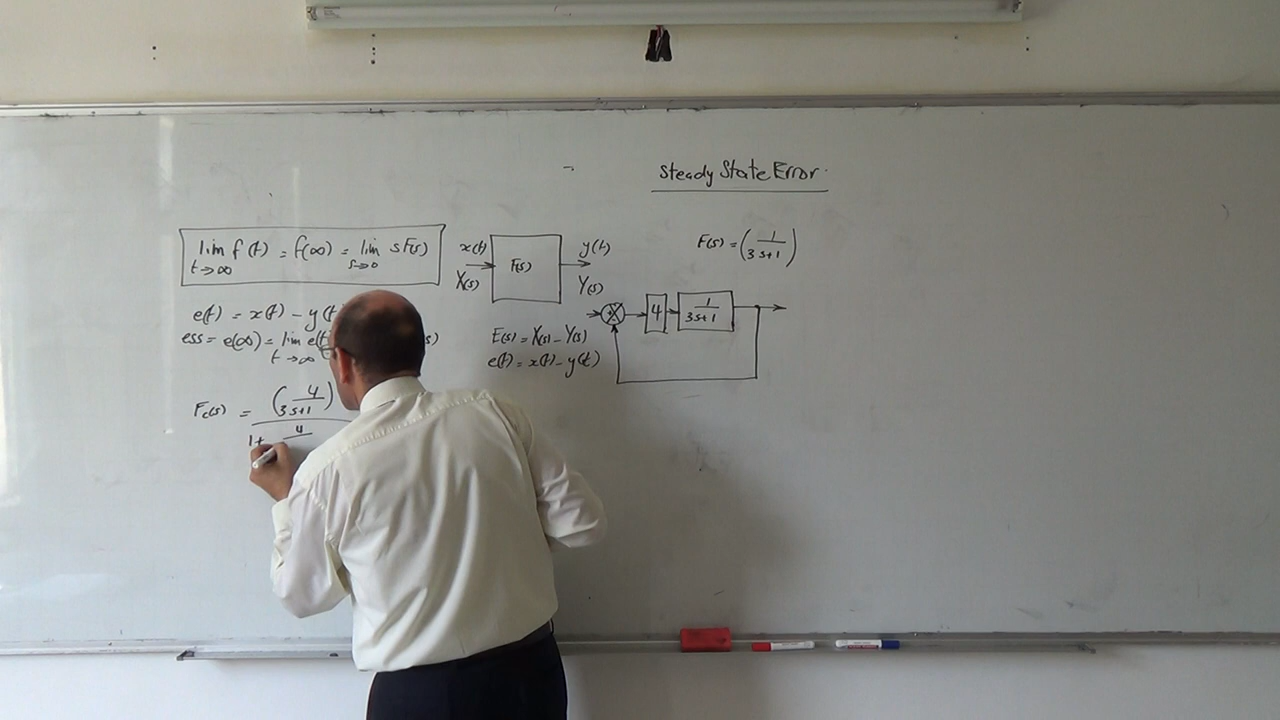 Steady State Error
lim f(t) = f(∞) = lim sF(s)
t→∞ s→0
x(t) y(t)
F(s)
X(s) Y(s)
F(s) = (1/(3s+1))
e(t) = x(t) - y(t
ess = e(∞) = lim e(t s)
t→∞
E(s) = X(s) - Y(s)
e(t) = x(t) - y(t)
4 1/(3s+1)
Fc(s) = (4/(3s+1))
1+ 4